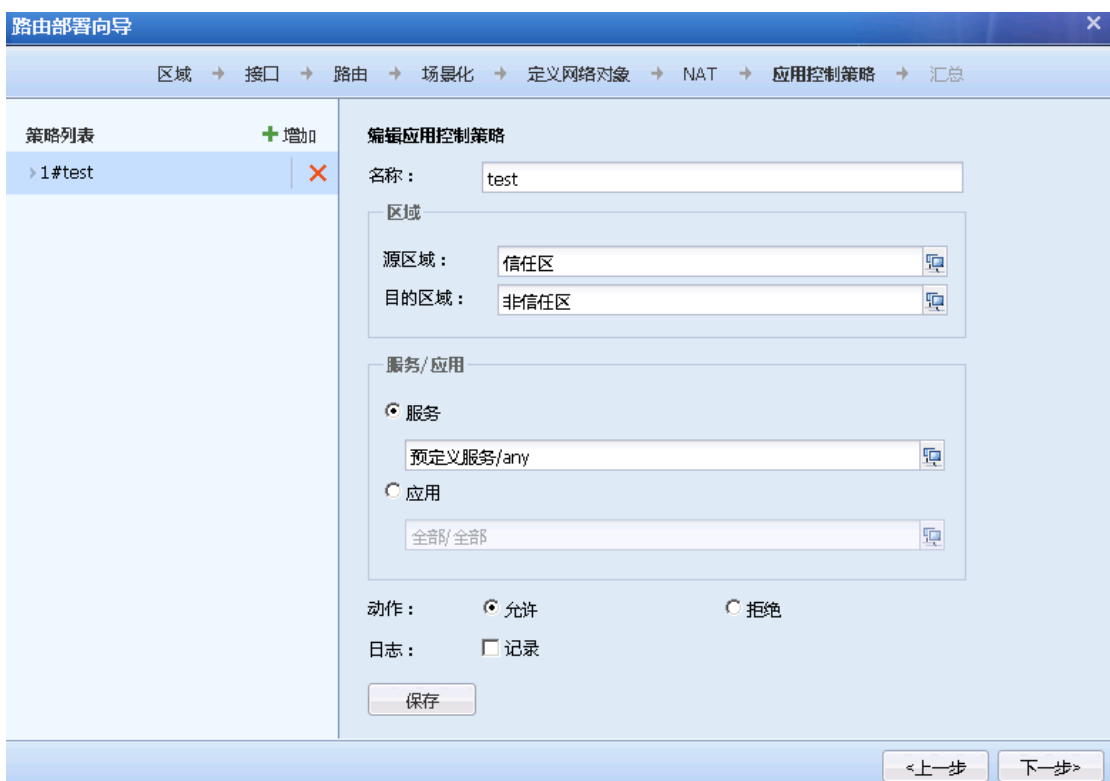 路由部署向导
区域 → 接口 → 路由 → 场景化 → 定义网络对象 → NAT → 应用控制策略 → 汇总
策略列表 增加
1#test
编辑应用控制策略
名称： test
区域
源区域： 信任区
目的区域： 非信任区
服务/应用
服务
预定义服务/any
应用
全部/全部
动作： 允许 拒绝
日志： 记录
保存
<上一步 下一步>